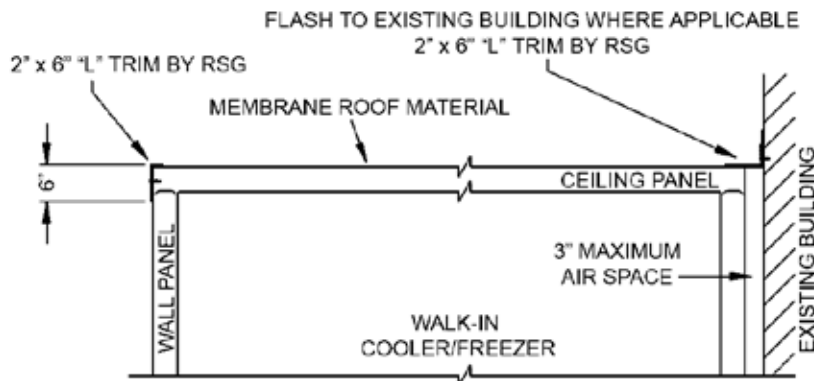 FLASH TO EXISTING BUILDING WHERE APPLICABLE
2" x 6" "L" TRIM BY RSG
2" x 6" "L" TRIM BY RSG
MEMBRANE ROOF MATERIAL
6"
CEILING PANEL
WALL PANEL
3" MAXIMUM
AIR SPACE
WALK-IN
COOLER/FREEZER
EXISTING BUILDING